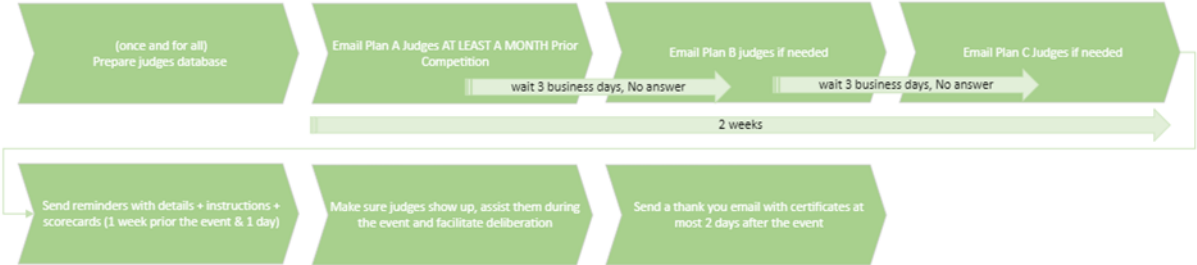 (once and for all)
Prepare judges database
Email Plan A Judges AT LEAST A MONTH Prior
Competition
Email Plan B judges if needed
Email Plan C Judges if needed
wait 3 business days, No answer
wait 3 business days, No answer
2 weeks
Send reminders with details + instructions +
scorecards (1 week prior the event & 1 day)
Make sure judges show up, assist them during
the event and facilitate deliberation
Send a thank you email with certificates at
most 2 days after the event